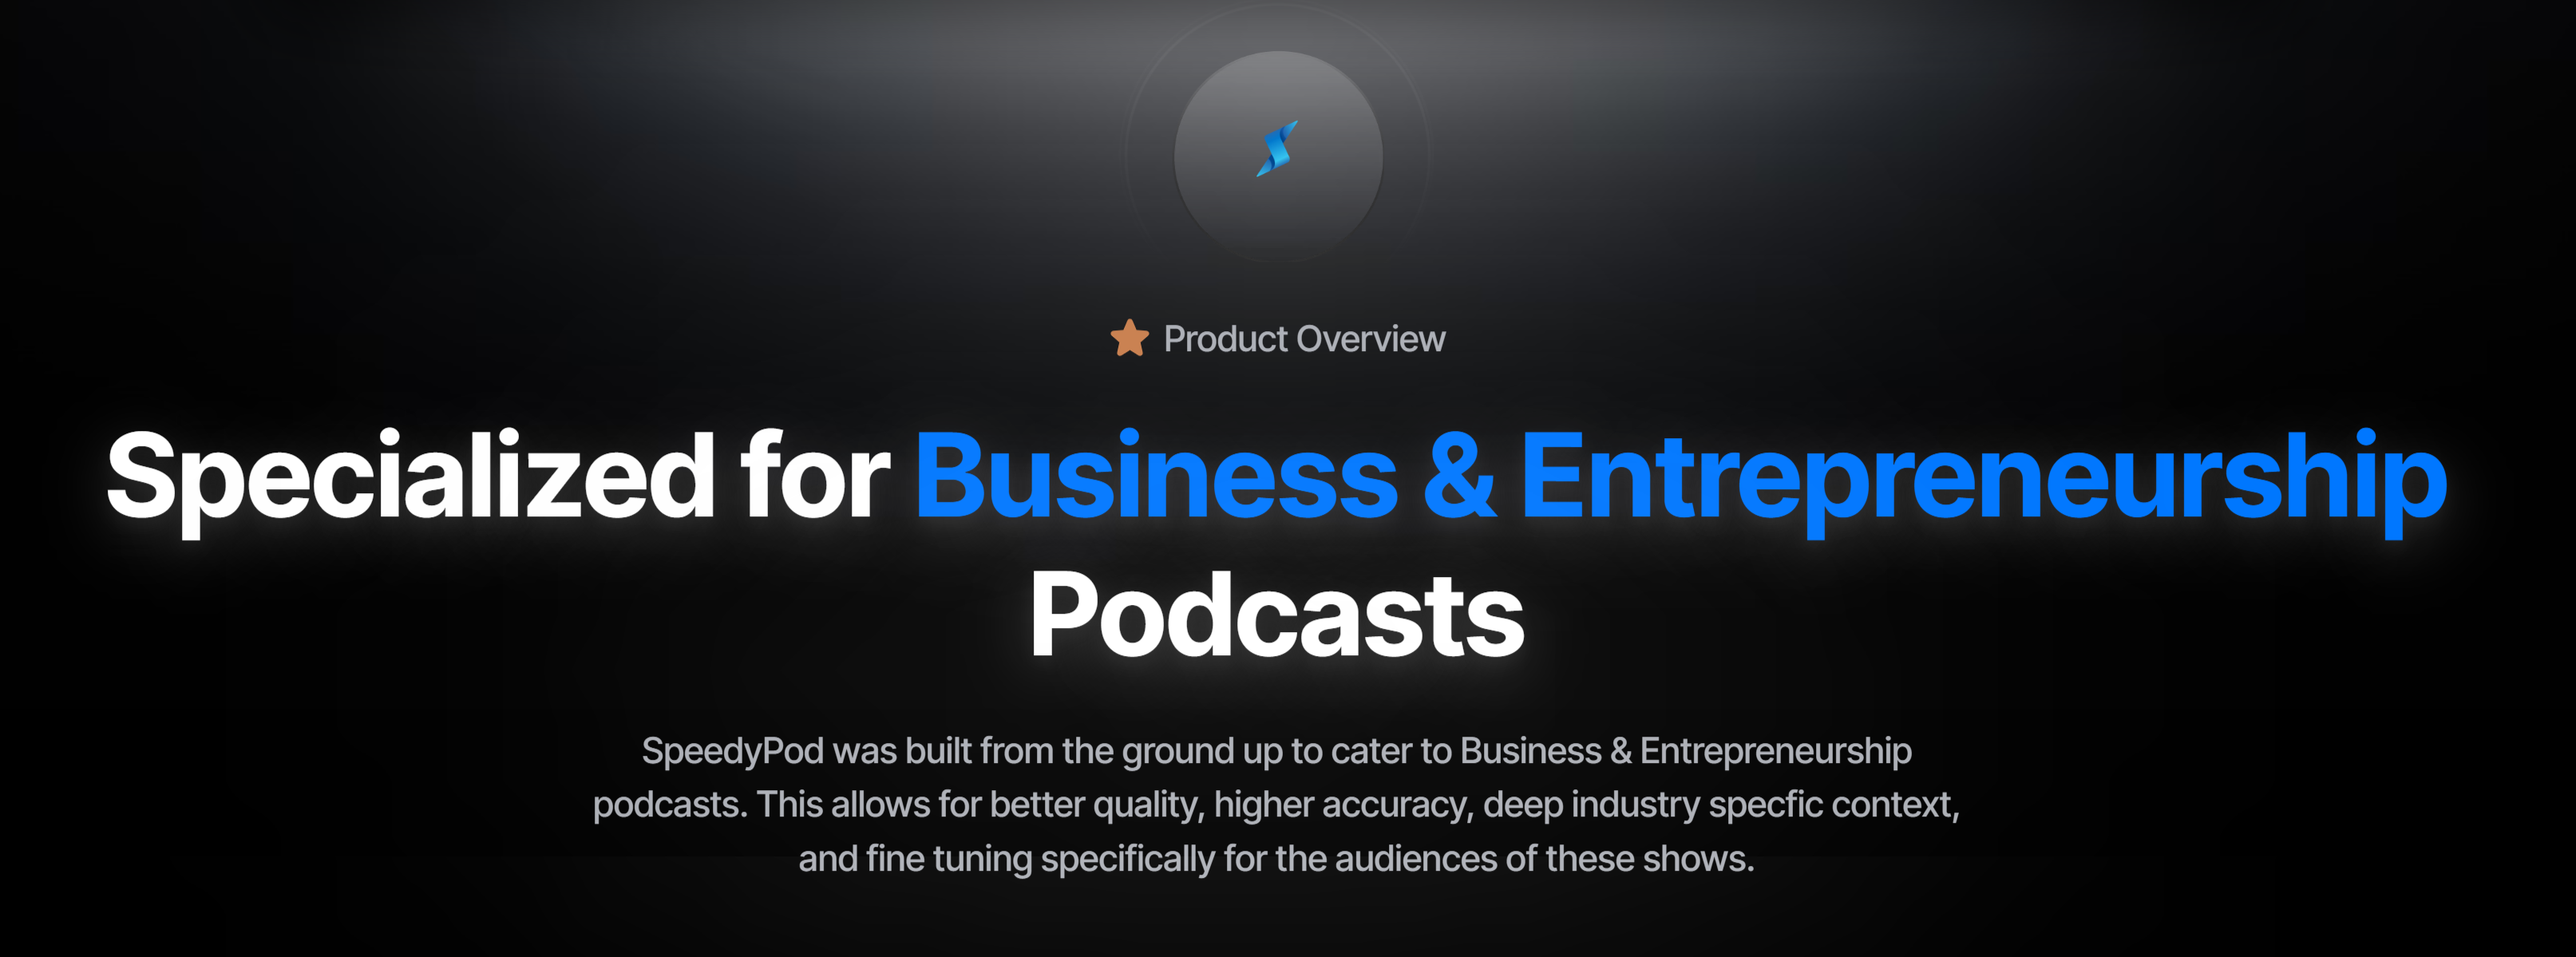 Product Overview
Specialized for Business & Entrepreneurship
Podcasts
SpeedyPod was built from the ground up to cater to Business & Entrepreneurship
podcasts. This allows for better quality, higher accuracy, deep industry specfic context,
and fine tuning specifically for the audiences of these shows.